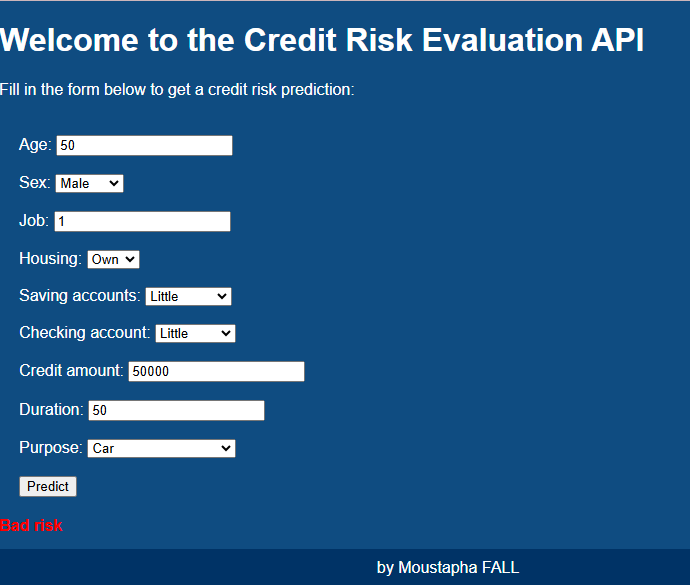 Welcome to the Credit Risk Evaluation API
Fill in the form below to get a credit risk prediction:
Age: 50
Sex: Male
Job: 1
Housing: Own
Saving accounts: Little
Checking account: Little
Credit amount: 50000
Duration: 50
Purpose: Car
Predict
Bad risk
by Moustapha FALL